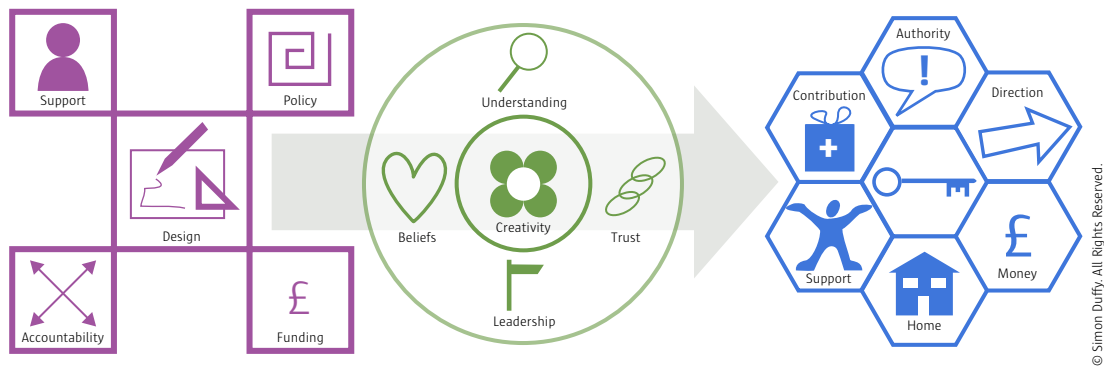 Support
Policy
Design
Accountability
£
Funding
Understanding
Beliefs
Creativity
Trust
Leadership
Authority
!
Contribution
Direction
Support
£
Money
Home
© Simon Duffy. All Rights Reserved.